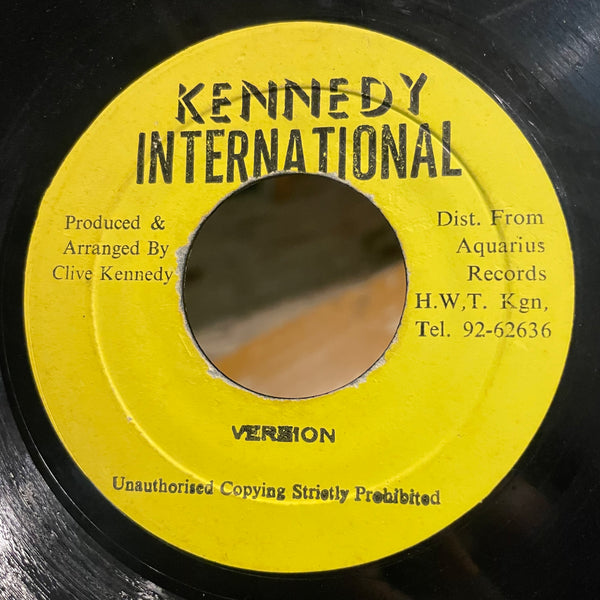 KENNEDY
INTERNATIONAL
Produced &
Arranged By
Clive Kennedy
Dist. From
Aquarius
Records
H.W,T. Kgn,
Tel. 92-62636
VERSION
Unauthorised Copying Strictly Prohibited